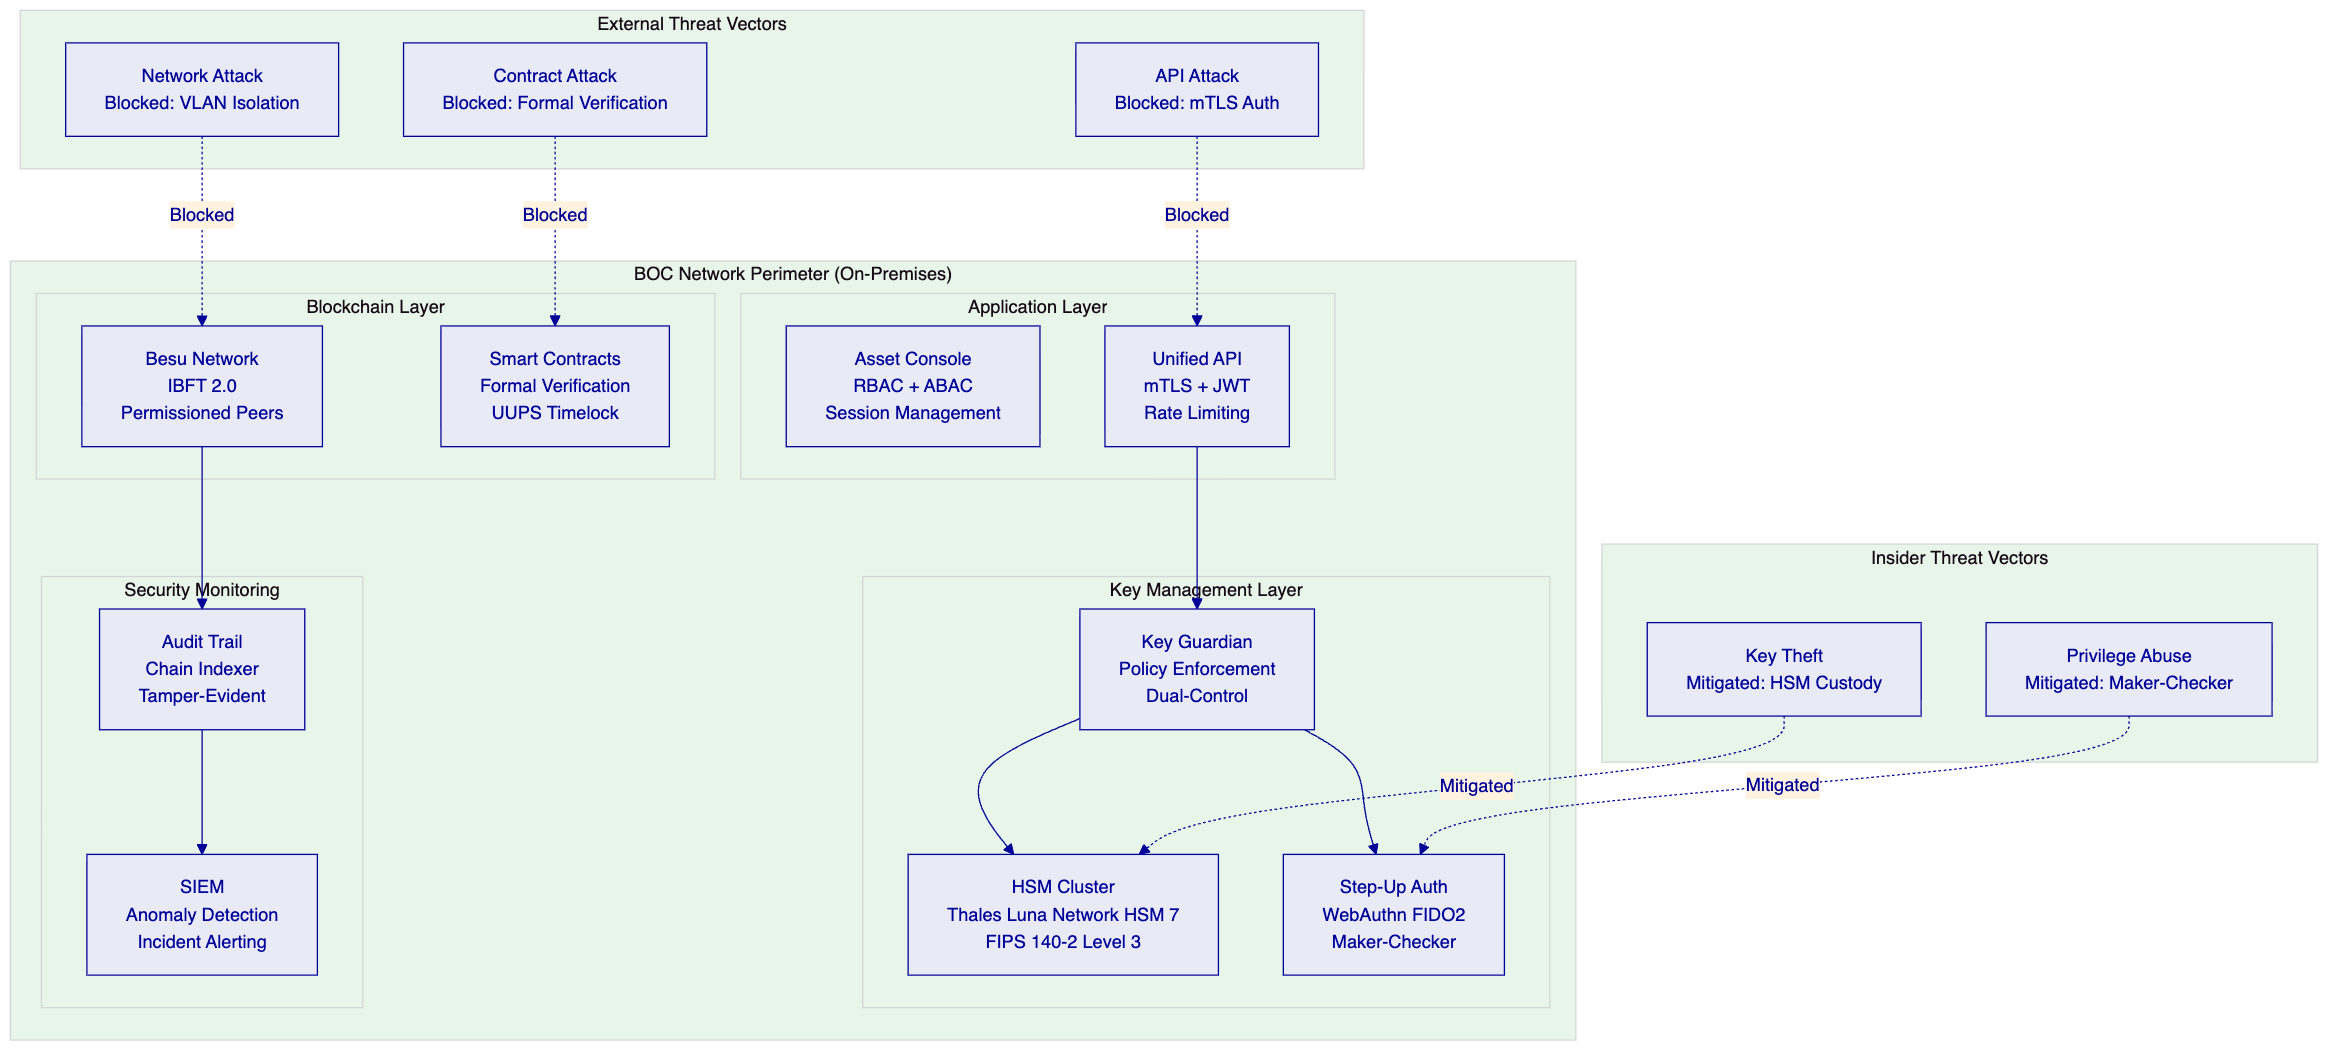 External Threat Vectors
Network Attack
Blocked: VLAN Isolation
Contract Attack
Blocked: Formal Verification
API Attack
Blocked: mTLS Auth
Blocked
Blocked
Blocked
BOC Network Perimeter (On-Premises)
Blockchain Layer
Besu Network
IBFT 2.0
Permissioned Peers
Smart Contracts
Formal Verification
UUPS Timelock
Application Layer
Asset Console
RBAC + ABAC
Session Management
Unified API
mTLS + JWT
Rate Limiting
Security Monitoring
Audit Trail
Chain Indexer
Tamper-Evident
SIEM
Anomaly Detection
Incident Alerting
Key Management Layer
Key Guardian
Policy Enforcement
Dual-Control
HSM Cluster
Thales Luna Network HSM 7
FIPS 140-2 Level 3
Step-Up Auth
WebAuthn FIDO2
Maker-Checker
Insider Threat Vectors
Key Theft
Mitigated: HSM Custody
Privilege Abuse
Mitigated: Maker-Checker
Mitigated
Mitigated